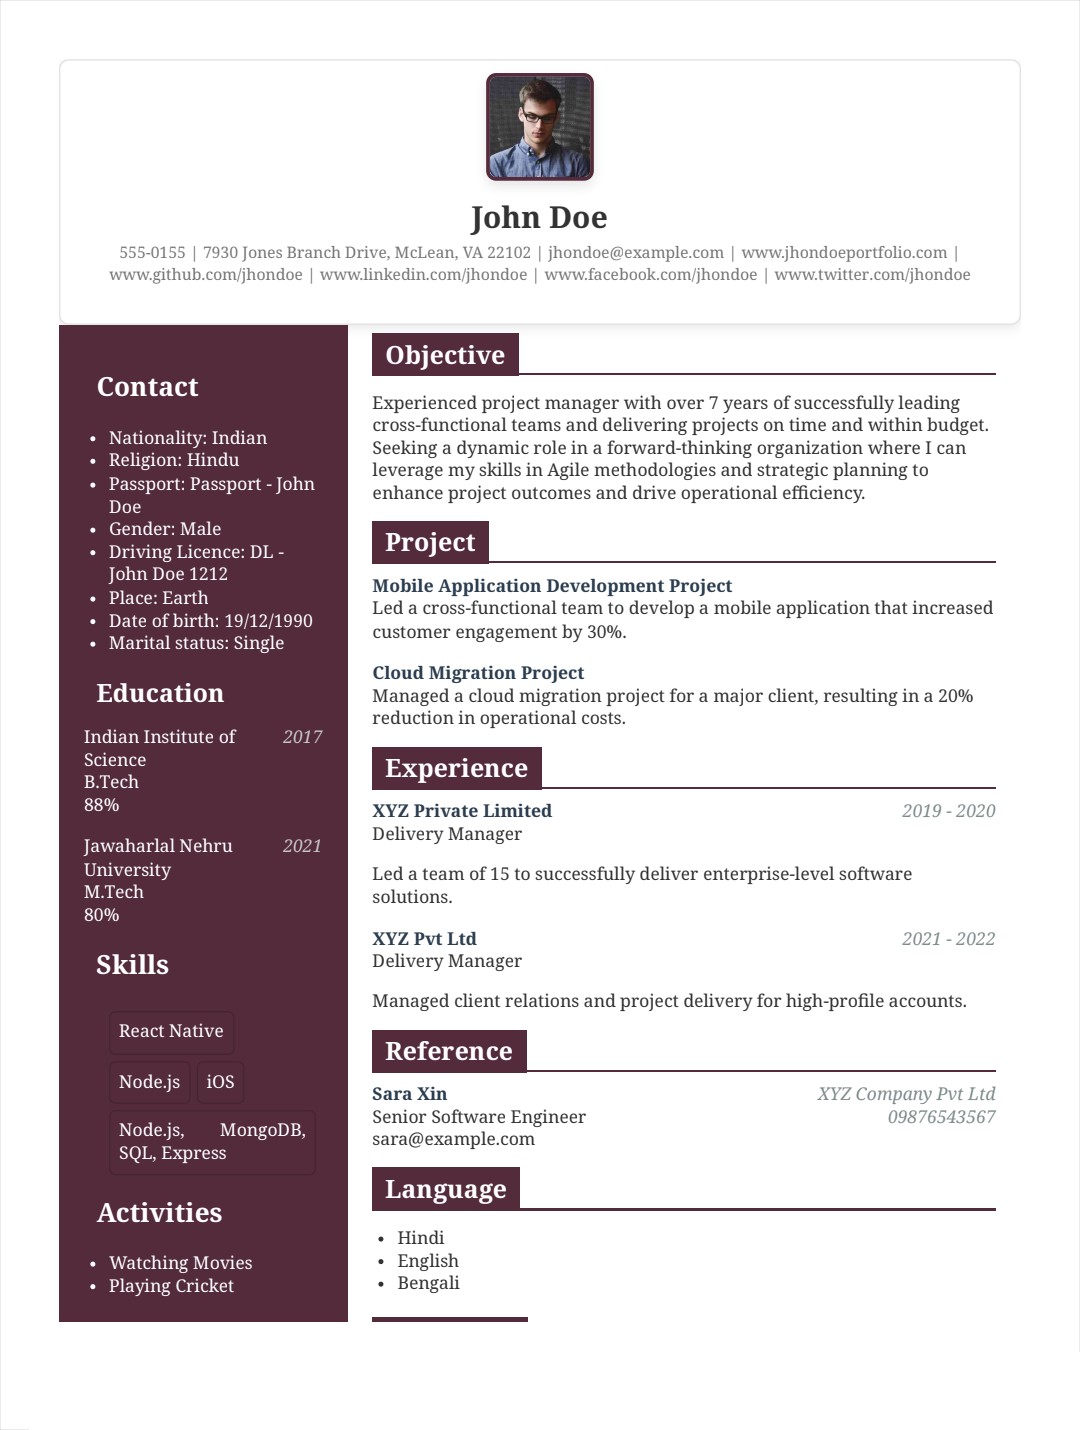 John Doe
555-0155 | 7930 Jones Branch Drive, McLean, VA 22102 | jhondoe@example.com | www.jhondoeportfolio.com |
www.github.com/jhondoe | www.linkedin.com/jhondoe | www.facebook.com/jhondoe | www.twitter.com/jhondoe
Contact
• Nationality: Indian
• Religion: Hindu
• Passport: Passport - John
Doe
• Gender: Male
• Driving Licence: DL -
John Doe 1212
• Place: Earth
• Date of birth: 19/12/1990
• Marital status: Single
Education
Indian Institute of 2017
Science
B.Tech
88%
Jawaharlal Nehru 2021
University
M.Tech
80%
Skills
React Native
Node.js iOS
Node.js, MongoDB,
SQL, Express
Activities
• Watching Movies
• Playing Cricket
Objective
Experienced project manager with over 7 years of successfully leading
cross-functional teams and delivering projects on time and within budget.
Seeking a dynamic role in a forward-thinking organization where I can
leverage my skills in Agile methodologies and strategic planning to
enhance project outcomes and drive operational efficiency.
Project
Mobile Application Development Project
Led a cross-functional team to develop a mobile application that increased
customer engagement by 30%.
Cloud Migration Project
Managed a cloud migration project for a major client, resulting in a 20%
reduction in operational costs.
Experience
XYZ Private Limited 2019 - 2020
Delivery Manager
Led a team of 15 to successfully deliver enterprise-level software
solutions.
XYZ Pvt Ltd 2021 - 2022
Delivery Manager
Managed client relations and project delivery for high-profile accounts.
Reference
Sara Xin XYZ Company Pvt Ltd
Senior Software Engineer 09876543567
sara@example.com
Language
• Hindi
• English
• Bengali